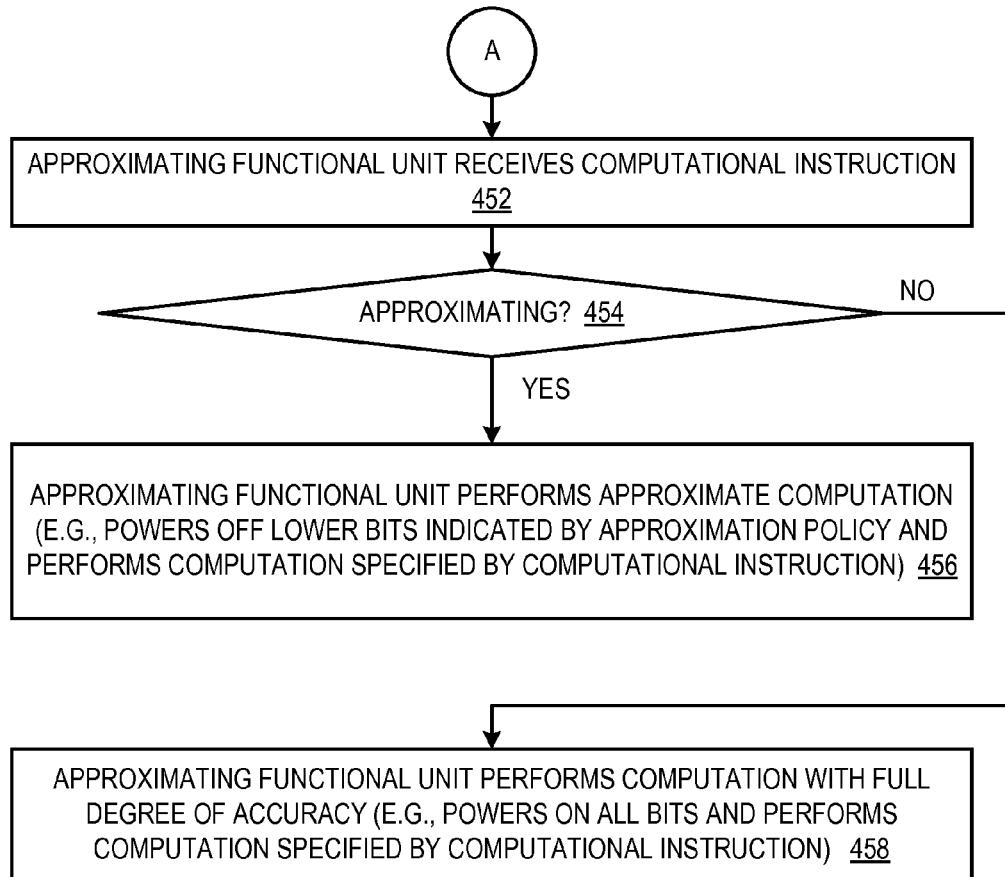 A
APPROXIMATING FUNCTIONAL UNIT RECEIVES COMPUTATIONAL INSTRUCTION
452
APPROXIMATING? 454
NO
YES
APPROXIMATING FUNCTIONAL UNIT PERFORMS APPROXIMATE COMPUTATION
(E.G., POWERS OFF LOWER BITS INDICATED BY APPROXIMATION POLICY AND
PERFORMS COMPUTATION SPECIFIED BY COMPUTATIONAL INSTRUCTION) 456
APPROXIMATING FUNCTIONAL UNIT PERFORMS COMPUTATION WITH FULL
DEGREE OF ACCURACY (E.G., POWERS ON ALL BITS AND PERFORMS
COMPUTATION SPECIFIED BY COMPUTATIONAL INSTRUCTION) 458